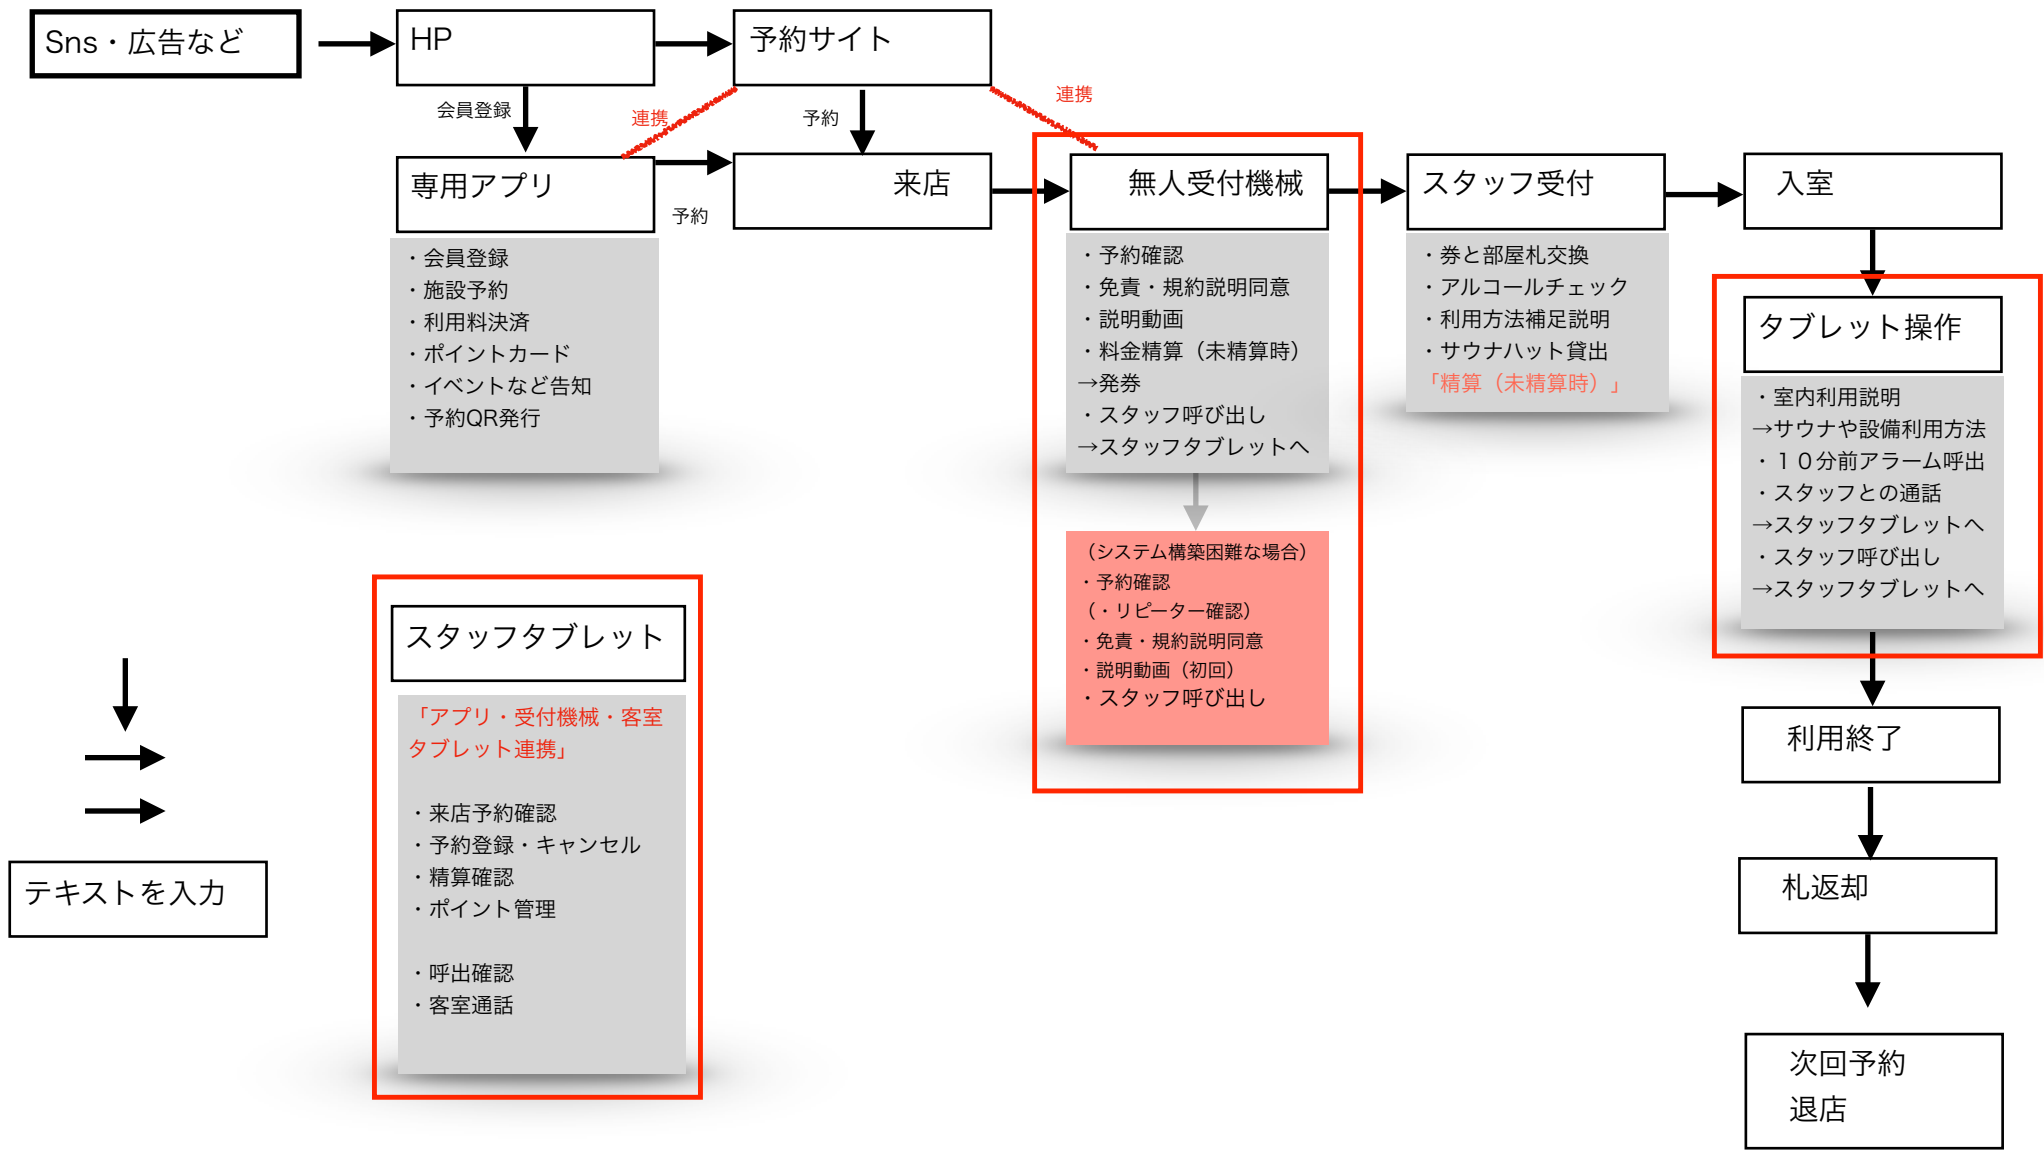 Sns・広告など
HP
予約サイト
会員登録
連携
予約
連携
専用アプリ
予約
来店
無人受付機械
スタッフ受付
入室
・会員登録
・施設予約
・利用料決済
・ポイントカード
・イベントなど告知
・予約QR発行
・予約確認
・免責・規約説明同意
・説明動画
・料金精算（未精算時）
→発券
・スタッフ呼び出し
→スタッフタブレットへ
・券と部屋札交換
・アルコールチェック
・利用方法補足説明
・サウナハット貸出
「精算（未精算時）」
タブレット操作
・室内利用説明
→サウナや設備利用方法
・１０分前アラーム呼出
・スタッフとの通話
→スタッフタブレットへ
・スタッフ呼び出し
→スタッフタブレットへ
（システム構築困難な場合）
・予約確認
（・リピーター確認）
・免責・規約説明同意
・説明動画（初回）
・スタッフ呼び出し
スタッフタブレット
「アプリ・受付機械・客室
タブレット連携」
・来店予約確認
・予約登録・キャンセル
・精算確認
・ポイント管理
・呼出確認
・客室通話
テキストを入力
利用終了
札返却
次回予約
退店